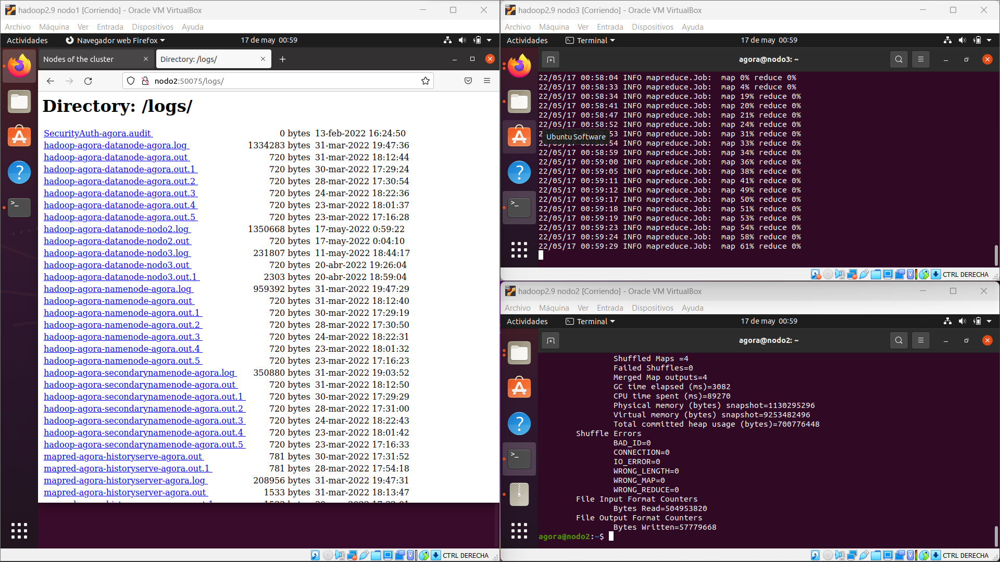 hadoop2.9 nodo1 [Corriendo] - Oracle VM VirtualBox
Archivo Máquina Ver Entrada Dispositivos Ayuda
Actividades Navegador web Firefox 17 de may 00:59
Nodes of the cluster Directory: /logs/
nodo2:50075/logs/
Directory: /logs/
SecurityAuth-agora.audit 0 bytes 13-feb-2022 16:24:50
hadoop-agora-datanode-agora.log 1334283 bytes 31-mar-2022 19:47:36
hadoop-agora-datanode-agora.out 720 bytes 31-mar-2022 18:12:44
hadoop-agora-datanode-agora.out.1 720 bytes 30-mar-2022 17:29:24
hadoop-agora-datanode-agora.out.2 720 bytes 28-mar-2022 17:30:54
hadoop-agora-datanode-agora.out.3 720 bytes 24-mar-2022 18:22:36
hadoop-agora-datanode-agora.out.4 720 bytes 23-mar-2022 18:01:37
hadoop-agora-datanode-agora.out.5 720 bytes 23-mar-2022 17:16:28
hadoop-agora-datanode-nodo2.log 1350668 bytes 17-may-2022 0:59:22
hadoop-agora-datanode-nodo2.out 720 bytes 17-may-2022 0:04:10
hadoop-agora-datanode-nodo3.log 231807 bytes 11-may-2022 18:44:17
hadoop-agora-datanode-nodo3.out 720 bytes 20-abr-2022 19:26:04
hadoop-agora-datanode-nodo3.out.1 2303 bytes 20-abr-2022 18:59:04
hadoop-agora-namenode-agora.log 959392 bytes 31-mar-2022 19:47:29
hadoop-agora-namenode-agora.out 720 bytes 31-mar-2022 18:12:40
hadoop-agora-namenode-agora.out.1 720 bytes 30-mar-2022 17:29:19
hadoop-agora-namenode-agora.out.2 720 bytes 28-mar-2022 17:30:50
hadoop-agora-namenode-agora.out.3 720 bytes 24-mar-2022 18:22:31
hadoop-agora-namenode-agora.out.4 720 bytes 23-mar-2022 18:01:32
hadoop-agora-namenode-agora.out.5 720 bytes 23-mar-2022 17:16:23
hadoop-agora-secondarynamenode-agora.log 350880 bytes 31-mar-2022 19:03:52
hadoop-agora-secondarynamenode-agora.out 720 bytes 31-mar-2022 18:12:50
hadoop-agora-secondarynamenode-agora.out.1 720 bytes 30-mar-2022 17:29:29
hadoop-agora-secondarynamenode-agora.out.2 720 bytes 28-mar-2022 17:31:00
hadoop-agora-secondarynamenode-agora.out.3 720 bytes 24-mar-2022 18:22:43
hadoop-agora-secondarynamenode-agora.out.4 720 bytes 23-mar-2022 18:01:42
hadoop-agora-secondarynamenode-agora.out.5 720 bytes 23-mar-2022 17:16:33
mapred-agora-historyserve-agora.out 781 bytes 30-mar-2022 17:31:52
mapred-agora-historyserve-agora.out.1 781 bytes 28-mar-2022 17:54:18
mapred-agora-historyserver-agora.log 208956 bytes 31-mar-2022 19:47:31
mapred-agora-historyserver-agora.out 1533 bytes 31-mar-2022 18:13:47
CTRL DERECHA
hadoop2.9 nodo3 [Corriendo] - Oracle VM VirtualBox
Archivo Máquina Ver Entrada Dispositivos Ayuda
Actividades Terminal 17 de may 00:59
agora@nodo3: ~
22/05/17 00:58:04 INFO mapreduce.Job: map 0% reduce 0%
22/05/17 00:58:33 INFO mapreduce.Job: map 4% reduce 0%
22/05/17 00:58:34 INFO mapreduce.Job: map 19% reduce 0%
22/05/17 00:58:41 INFO mapreduce.Job: map 20% reduce 0%
22/05/17 00:58:47 INFO mapreduce.Job: map 21% reduce 0%
22/05/17 00:58:52 INFO mapreduce.Job: map 24% reduce 0%
53 INFO mapreduce.Job: map 31% reduce 0%
Ubuntu Software
22/05/17 00:58:54 INFO mapreduce.Job: map 33% reduce 0%
22/05/17 00:58:59 INFO mapreduce.Job: map 34% reduce 0%
22/05/17 00:59:00 INFO mapreduce.Job: map 36% reduce 0%
22/05/17 00:59:05 INFO mapreduce.Job: map 38% reduce 0%
22/05/17 00:59:11 INFO mapreduce.Job: map 41% reduce 0%
22/05/17 00:59:12 INFO mapreduce.Job: map 49% reduce 0%
22/05/17 00:59:17 INFO mapreduce.Job: map 50% reduce 0%
22/05/17 00:59:18 INFO mapreduce.Job: map 51% reduce 0%
22/05/17 00:59:19 INFO mapreduce.Job: map 53% reduce 0%
22/05/17 00:59:23 INFO mapreduce.Job: map 54% reduce 0%
22/05/17 00:59:24 INFO mapreduce.Job: map 58% reduce 0%
22/05/17 00:59:29 INFO mapreduce.Job: map 61% reduce 0%
CTRL DERECHA
hadoop2.9 nodo2 [Corriendo] - Oracle VM VirtualBox
Archivo Máquina Ver Entrada Dispositivos Ayuda
Actividades Terminal 17 de may 00:59
agora@nodo2: ~
Shuffled Maps =4
Failed Shuffles=0
Merged Map outputs=4
GC time elapsed (ms)=3082
CPU time spent (ms)=89270
Physical memory (bytes) snapshot=1130295296
Virtual memory (bytes) snapshot=9253482496
Total committed heap usage (bytes)=700776448
Shuffle Errors
BAD_ID=0
CONNECTION=0
IO_ERROR=0
WRONG_LENGTH=0
WRONG_MAP=0
WRONG_REDUCE=0
File Input Format Counters
Bytes Read=504953820
File Output Format Counters
Bytes Written=57779668
agora@nodo2:~$
CTRL DERECHA